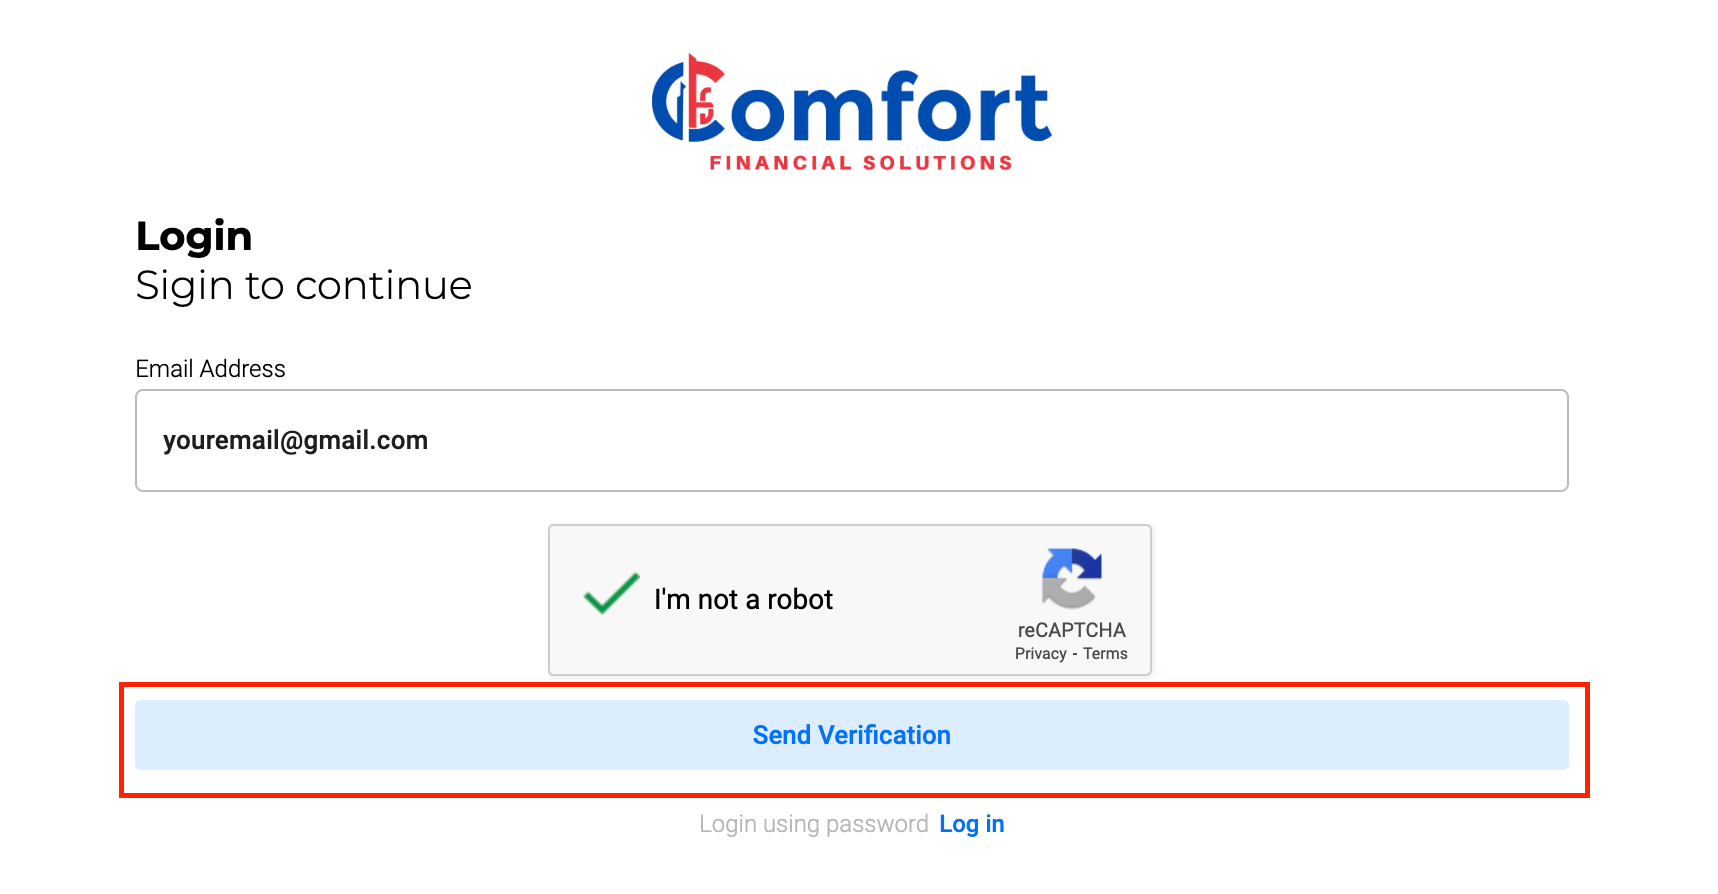 Comfort
FINANCIAL SOLUTIONS
Login
Sigin to continue
Email Address
youremail@gmail.com
I'm not a robot
reCAPTCHA
Privacy - Terms
Send Verification
Login using password Log in